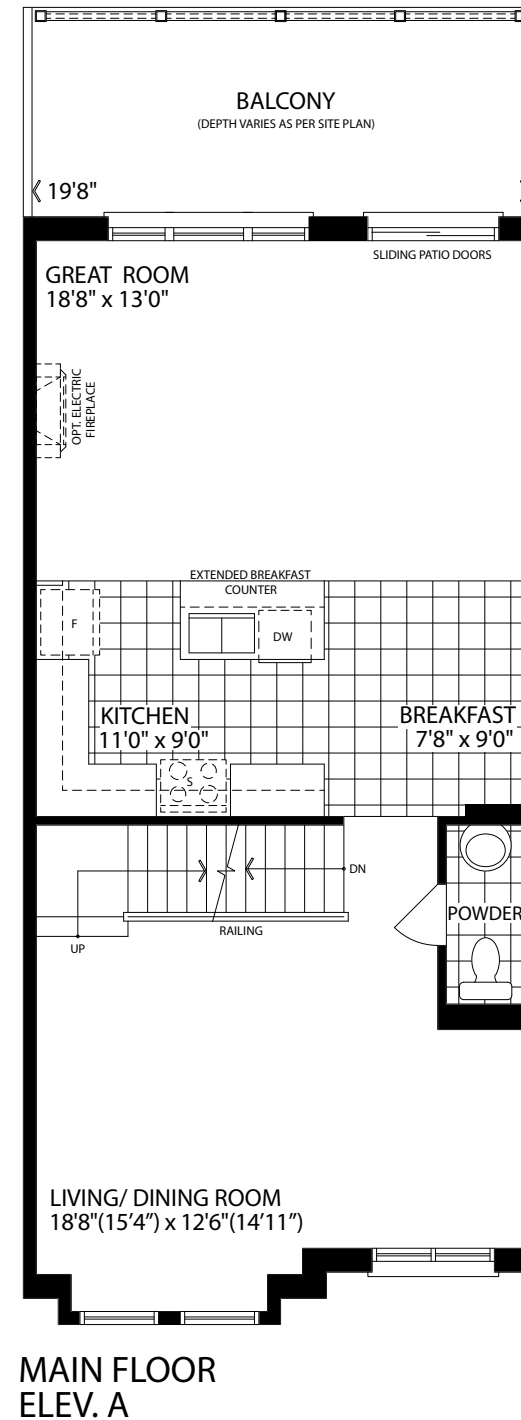 BALCONY
(DEPTH VARIES AS PER SITE PLAN)
19'8"
SLIDING PATIO DOORS
GREAT ROOM
18'8" x 13'0"
OPT. ELECTRIC
FIREPLACE
EXTENDED BREAKFAST
COUNTER
F
DW
KITCHEN
11'0" x 9'0"
BREAKFAST
7'8" x 9'0"
S
DN
POWDER
RAILING
UP
LIVING/ DINING ROOM
18'8"(15’4”) x 12'6"(14’11”)
MAIN FLOOR
ELEV. A